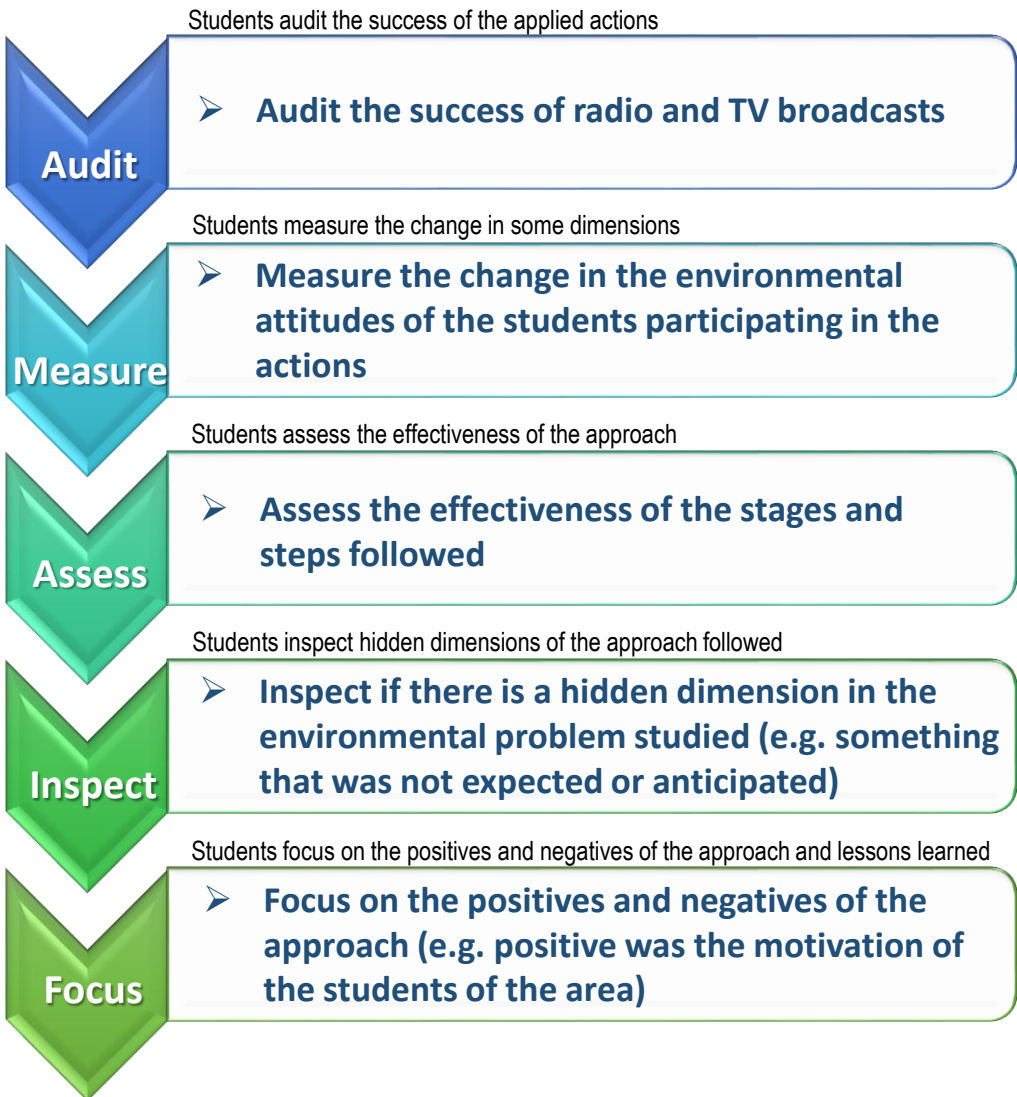 Students audit the success of the applied actions
➢ Audit the success of radio and TV broadcasts
Audit
Students measure the change in some dimensions
➢ Measure the change in the environmental
attitudes of the students participating in the
actions
Measure
Students assess the effectiveness of the approach
➢ Assess the effectiveness of the stages and
steps followed
Assess
Students inspect hidden dimensions of the approach followed
➢ Inspect if there is a hidden dimension in the
environmental problem studied (e.g. something
that was not expected or anticipated)
Inspect
Students focus on the positives and negatives of the approach and lessons learned
➢ Focus on the positives and negatives of the
approach (e.g. positive was the motivation of
the students of the area)
Focus